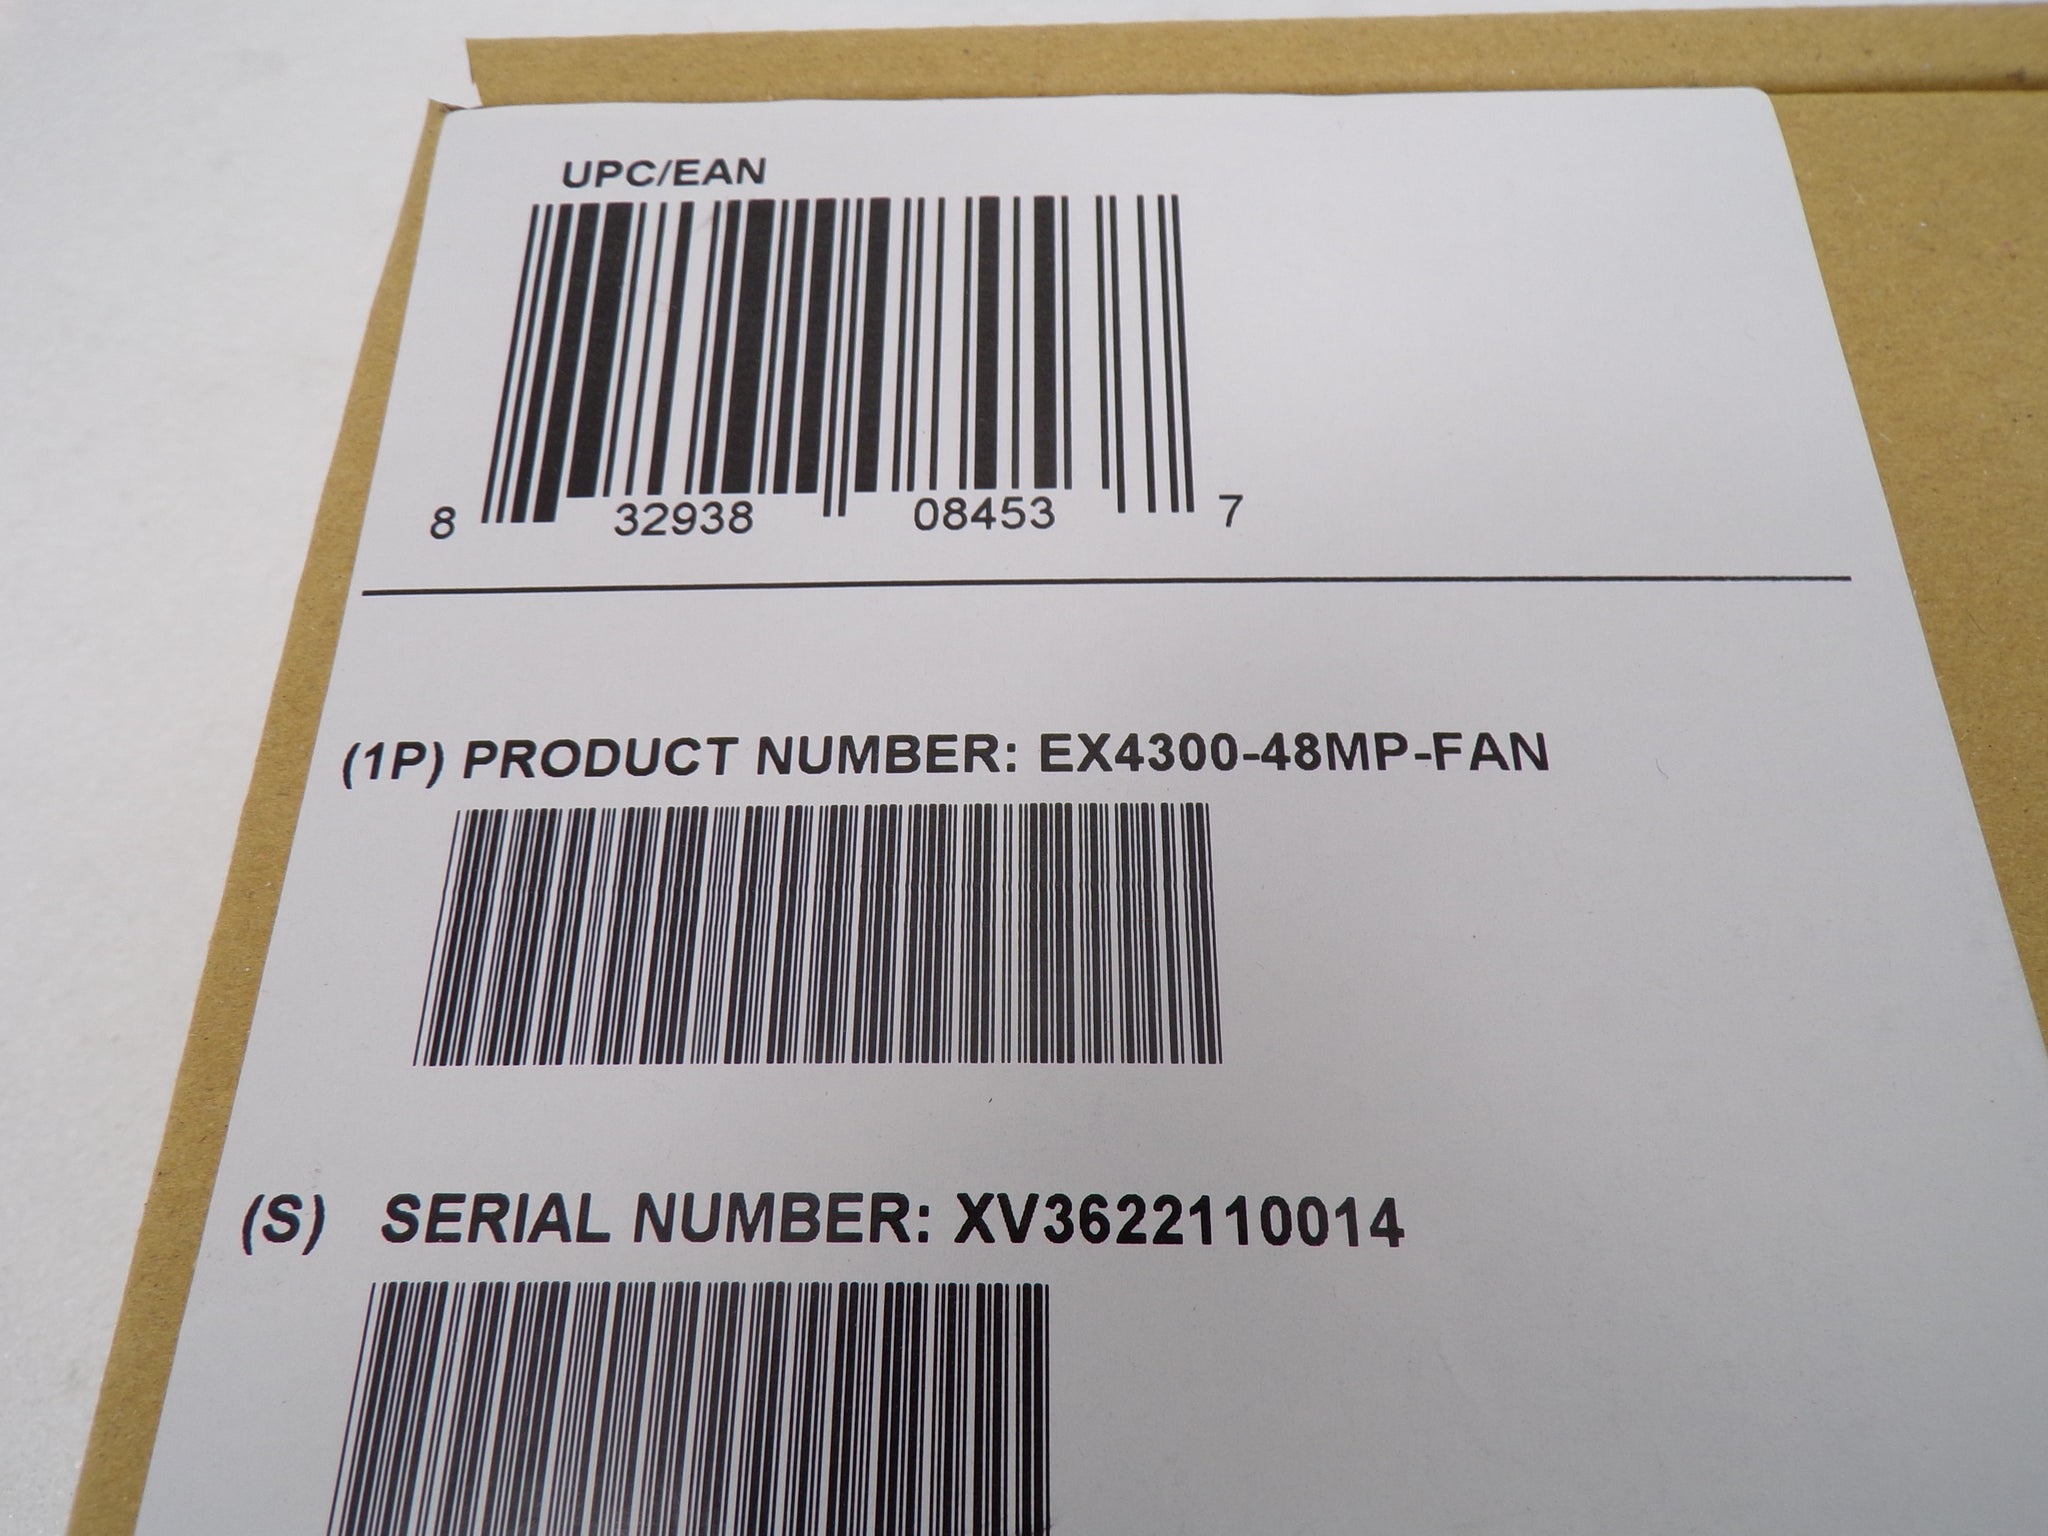 UPC/EAN
8 32938 08453 7
(1P) PRODUCT NUMBER: EX4300-48MP-FAN
(S) SERIAL NUMBER: XV3622110014